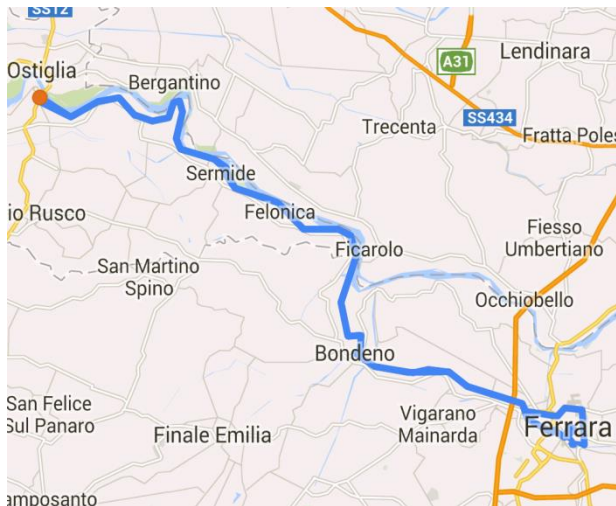 SS12
Ostiglia
Bergantino
A31
Lendinara
SS434
Trecenta
Fratta Poles
Sermide
io Rusco
Felonica
Ficarolo
Fiesso
Umbertiano
San Martino
Spino
Occhiobello
Bondeno
San Felice
Sul Panaro
Vigarano
Mainarda
Ferrara
Finale Emilia
amposanto